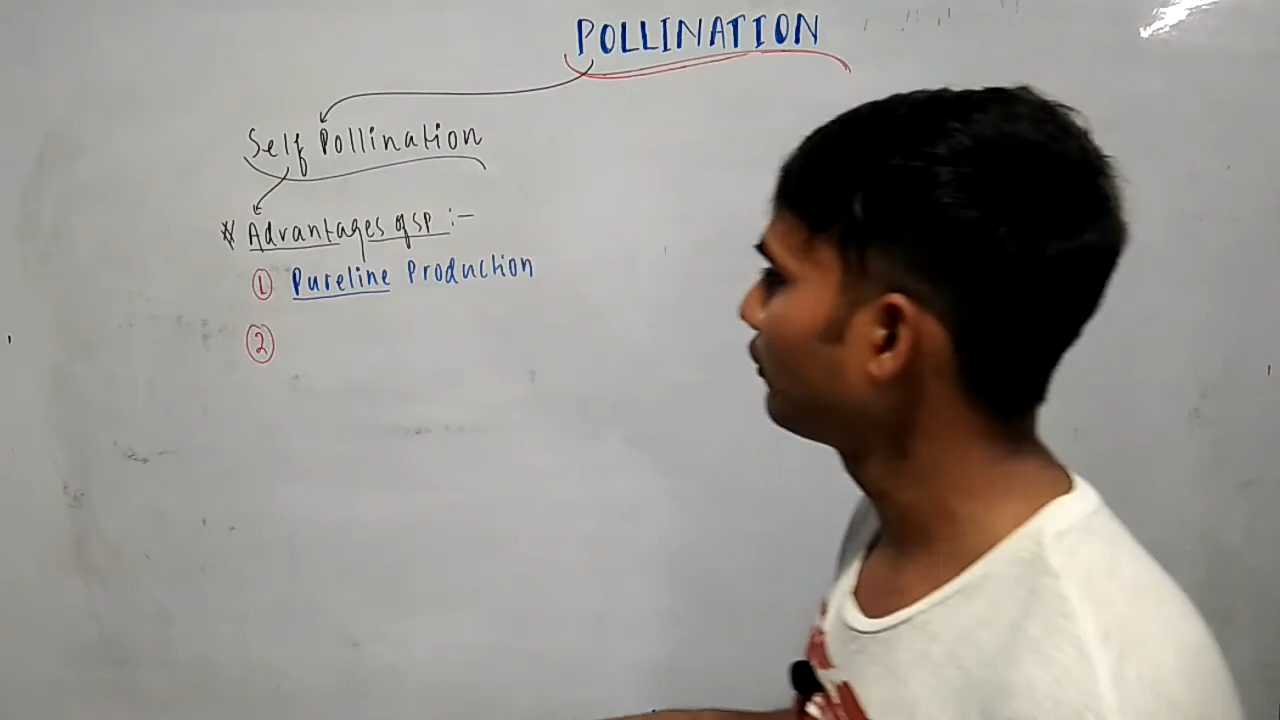 POLLINATION
Self Pollination
* Advantages of SP :-
① Pureline Production
②